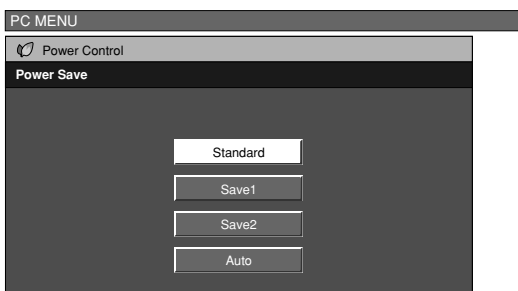 PC MENU
Power Control
Power Save
Standard
Save1
Save2
Auto